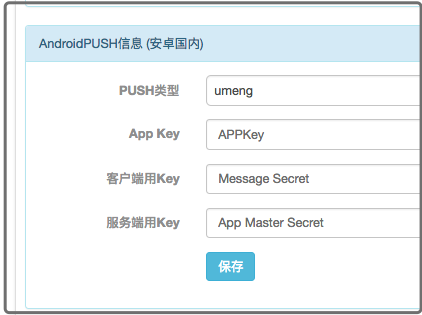 AndroidPUSH信息 (安卓国内)
PUSH类型 umeng
App Key APPKey
客户端用Key Message Secret
服务端用Key App Master Secret
保存